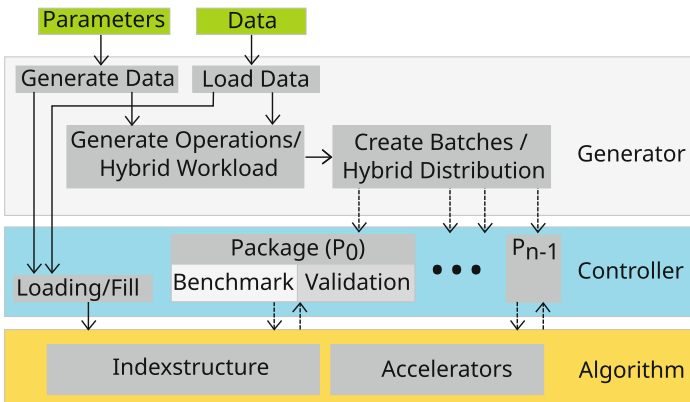 Parameters
Data
Generate Data
Load Data
Generate Operations/
Hybrid Workload
Create Batches /
Hybrid Distribution
Generator
Package (P0)
Benchmark
Validation
Pn-1
Controller
Loading/Fill
Indexstructure
Accelerators
Algorithm